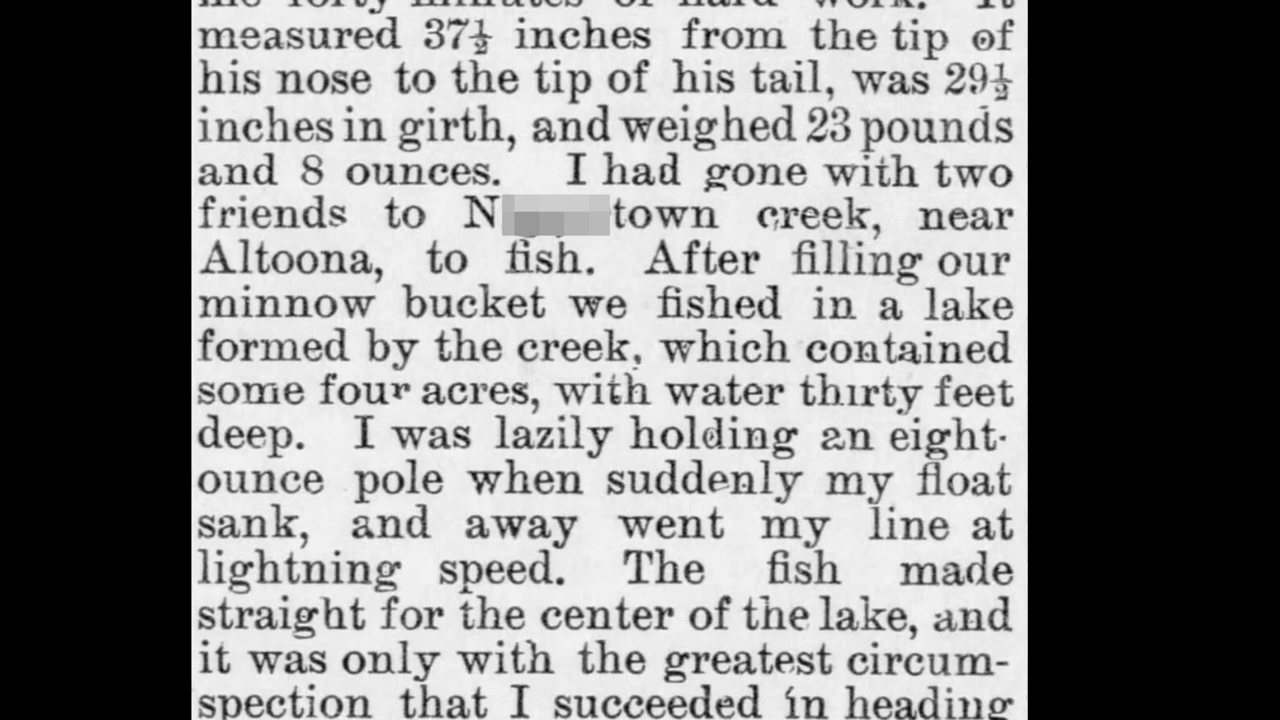 measured 37½ inches from the tip of
his nose to the tip of his tail, was 29½
inches in girth, and weighed 23 pounds
and 8 ounces. I had gone with two
friends to N town creek, near
Altoona, to fish. After filling our
minnow bucket we fished in a lake
formed by the creek, which contained
some four acres, with water thirty feet
deep. I was lazily holding an eight-
ounce pole when suddenly my float
sank, and away went my line at
lightning speed. The fish made
straight for the center of the lake, and
it was only with the greatest circum-
spection that I succeeded in heading